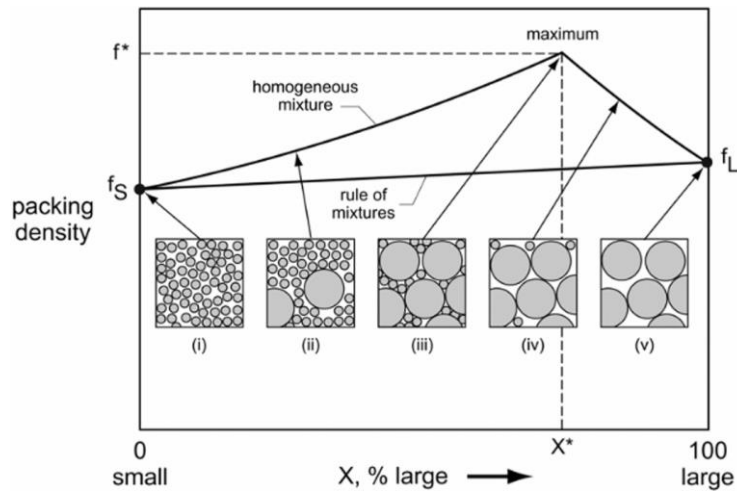 f*
maximum
homogeneous
mixture
f_S
f_L
rule of
mixtures
packing
density
(i)
(ii)
(iii)
(iv)
(v)
0
X*
100
small
X, % large
large